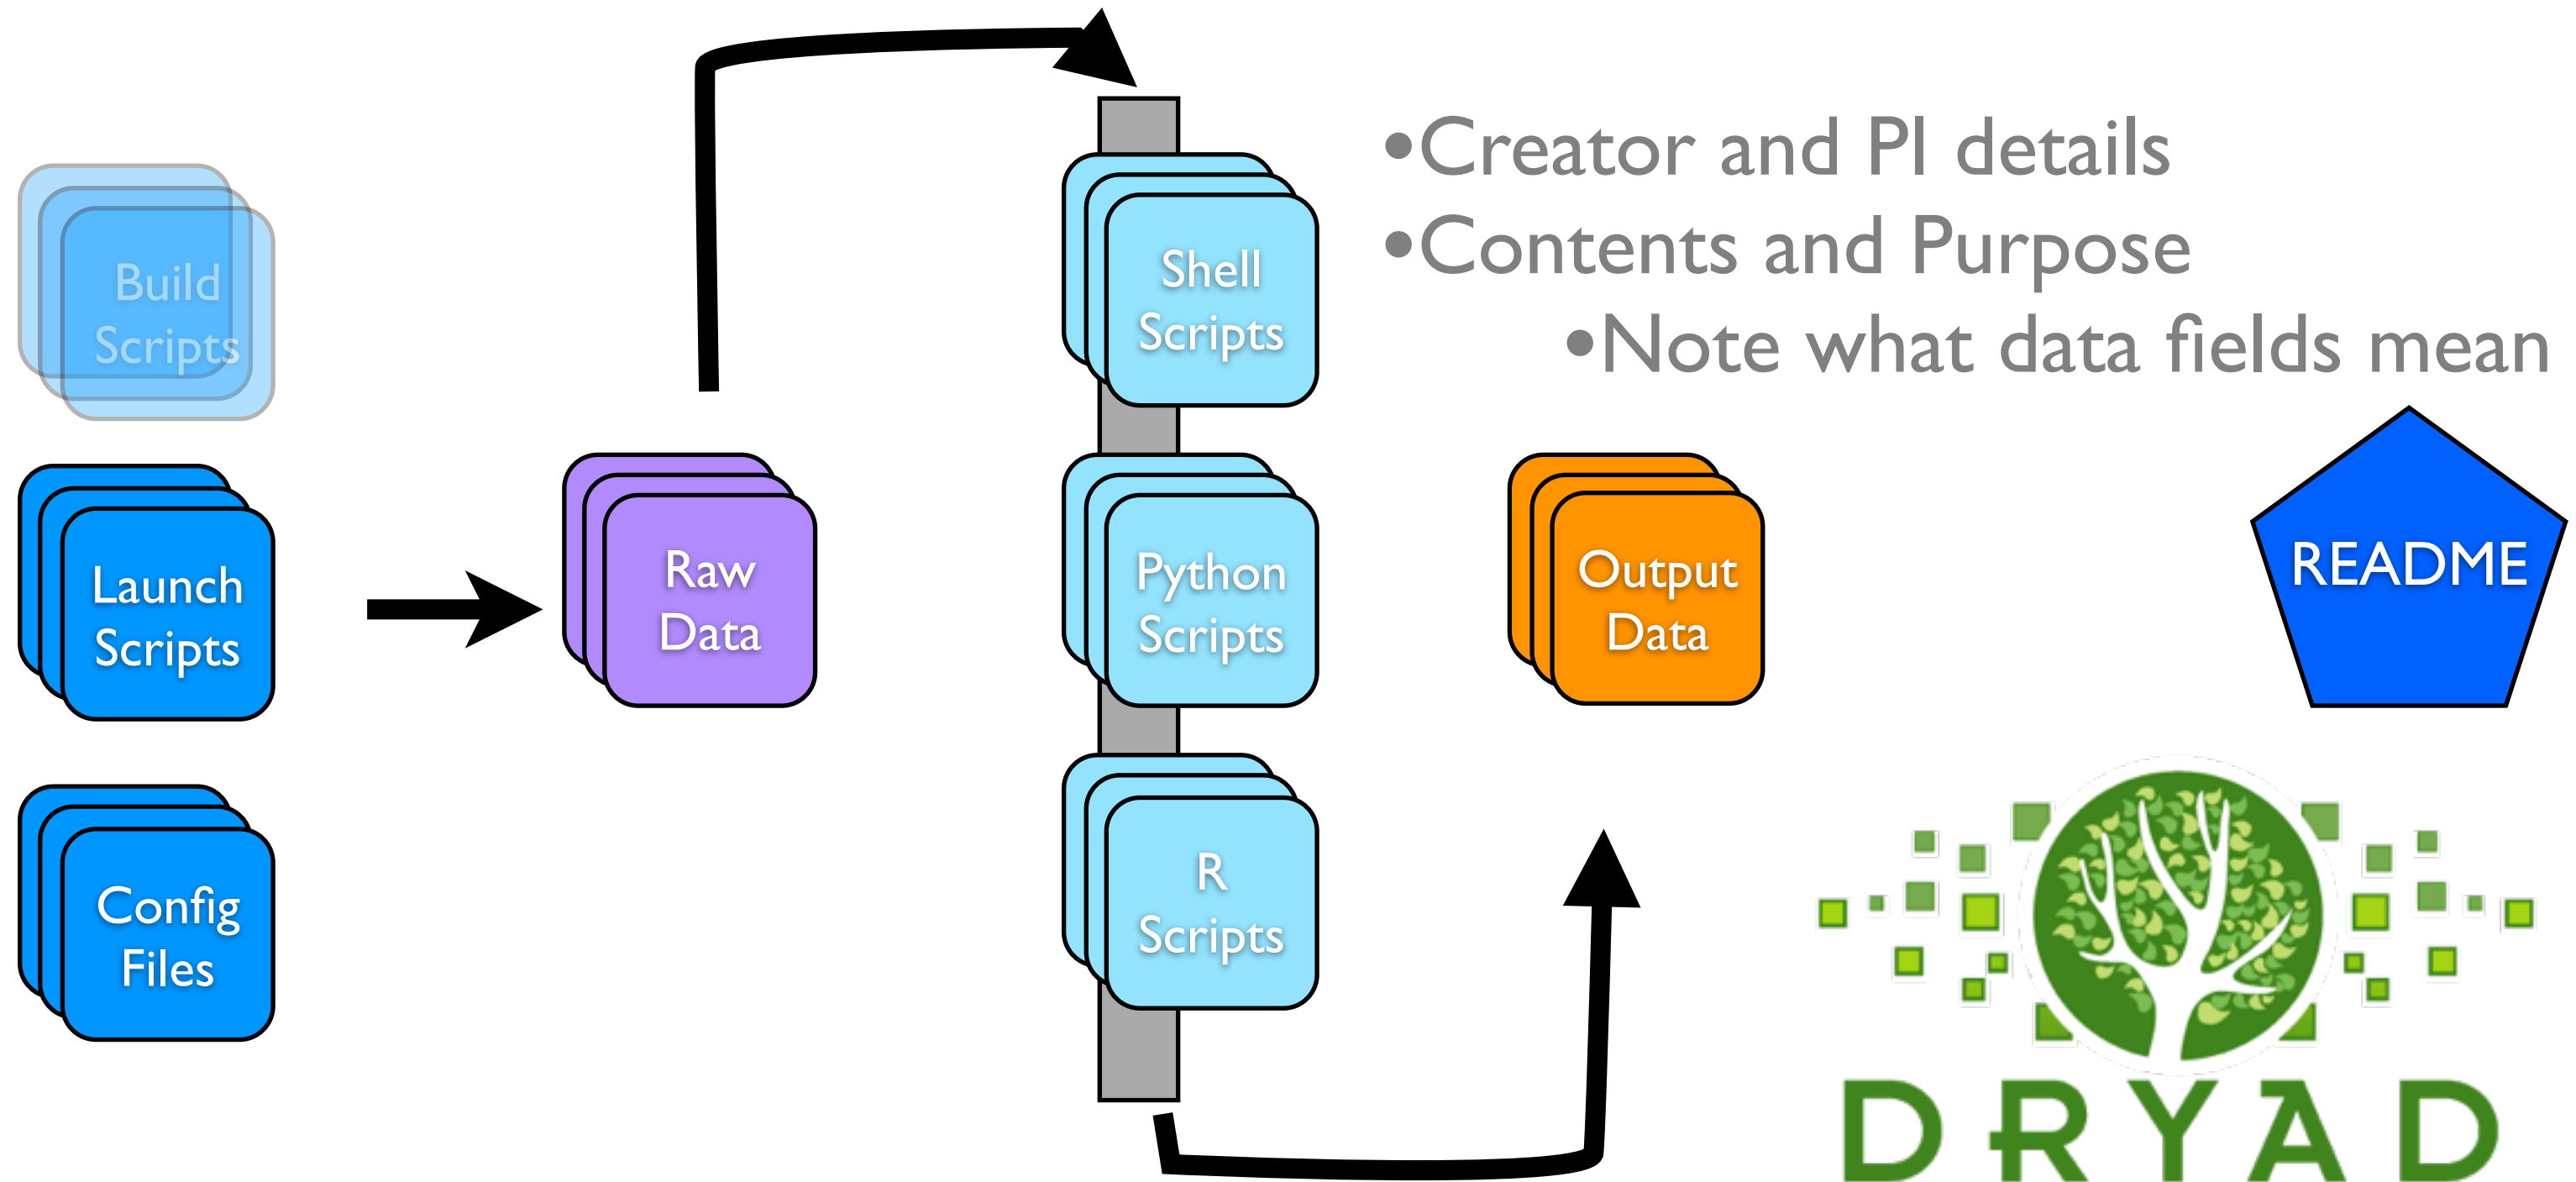 •Creator and PI details
•Contents and Purpose
•Note what data fields mean
Build
Scripts
Launch
Scripts
Config
Files
Raw
Data
Shell
Scripts
Python
Scripts
R
Scripts
Output
Data
README
DRYAD